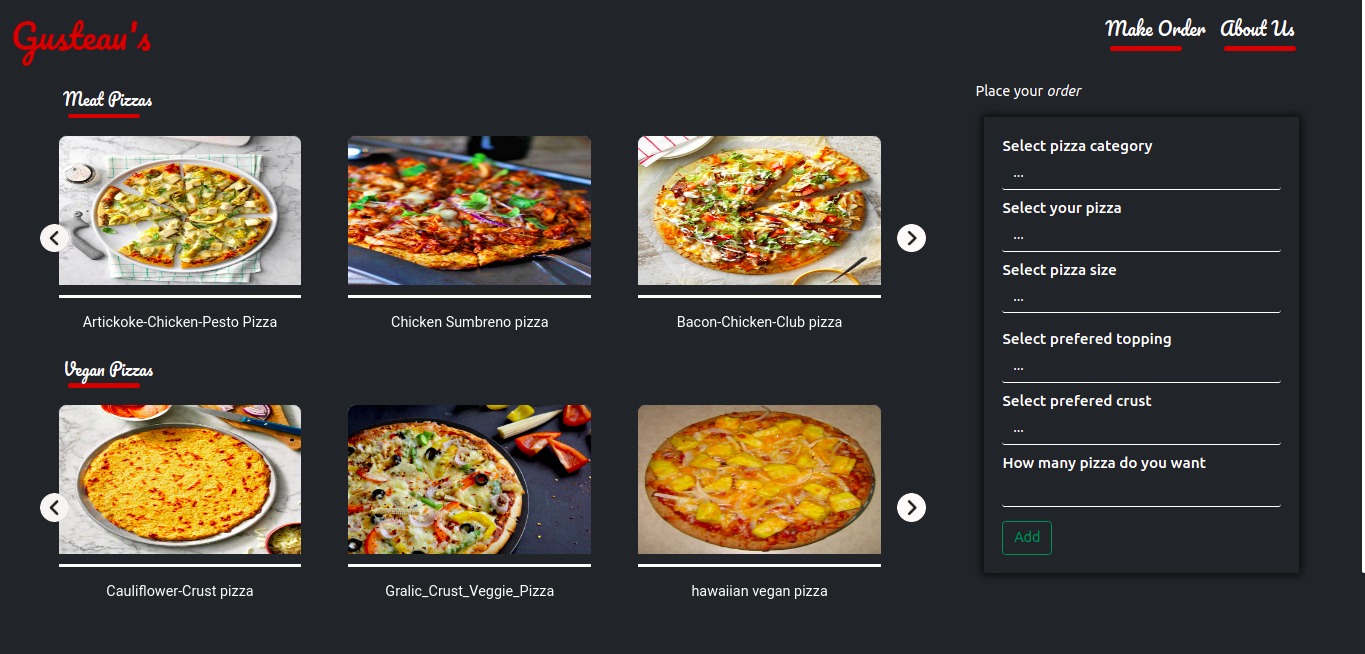 Gusteau's
Make Order
About Us
Meat Pizzas
Artickoke-Chicken-Pesto Pizza
Chicken Sumbreno pizza
Bacon-Chicken-Club pizza
Vegan Pizzas
Cauliflower-Crust pizza
Gralic_Crust_Veggie_Pizza
hawaiian vegan pizza
Place your order
Select pizza category
...
Select your pizza
...
Select pizza size
...
Select prefered topping
...
Select prefered crust
...
How many pizza do you want
Add